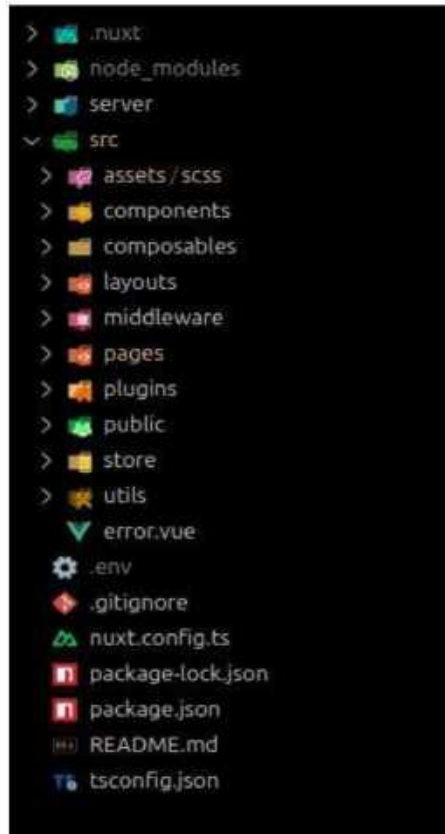 .nuxt
node_modules
server
src
assets/scss
components
composables
layouts
middleware
pages
plugins
public
store
utils
error.vue
.env
.gitignore
nuxt.config.ts
package-lock.json
package.json
README.md
tsconfig.json